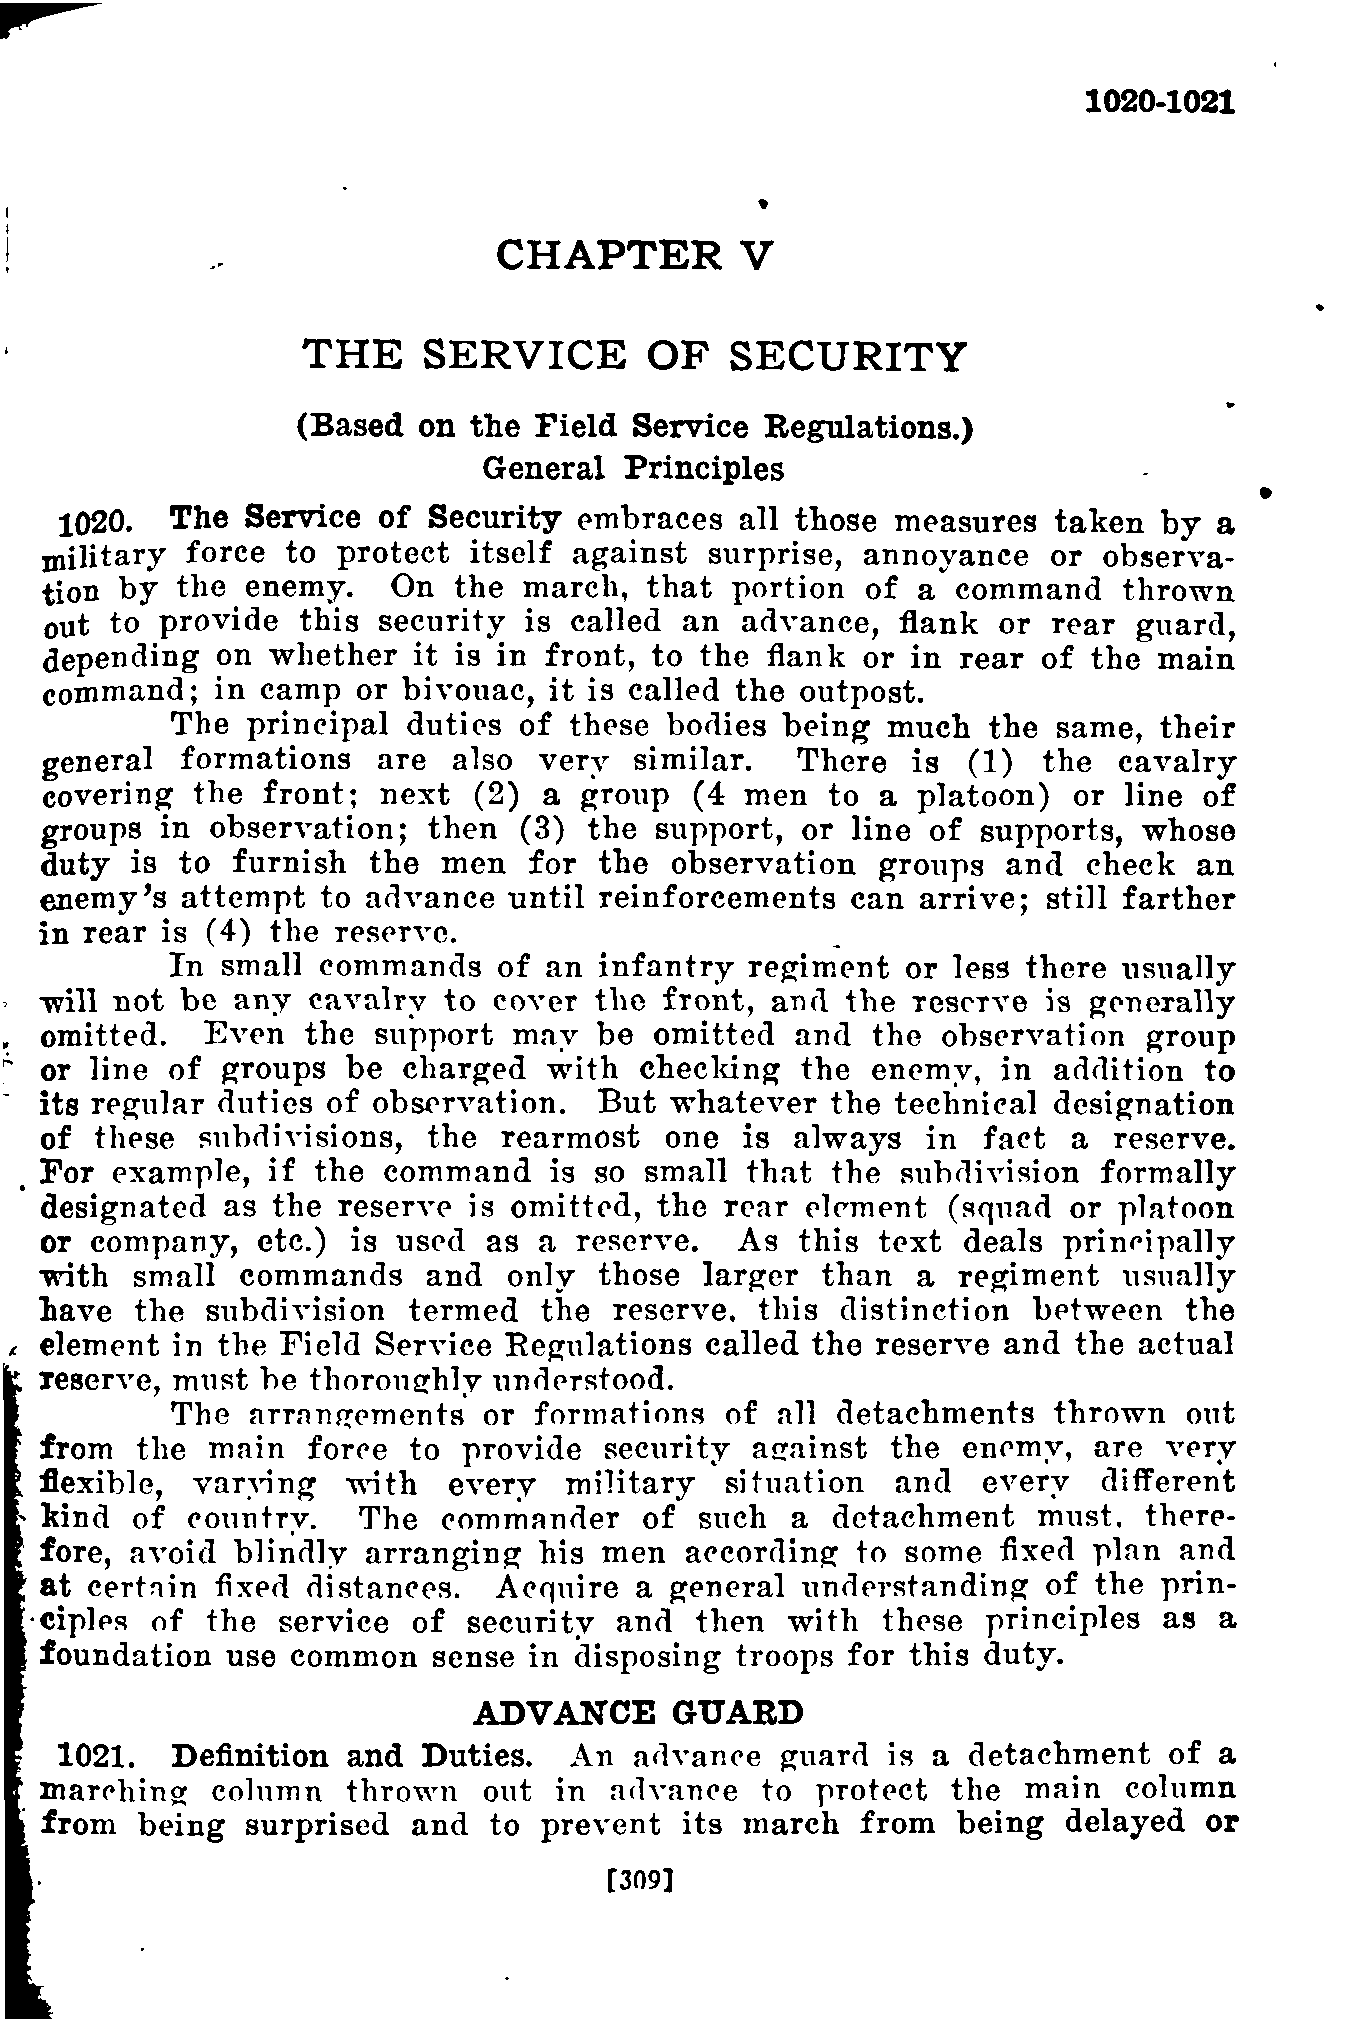 1020-1021
CHAPTER V
THE SERVICE OF SECURITY
(Based on the Field Service Regulations.)
General Principles
1020. The Service of Security embraces all those measures taken by a
military force to protect itself against surprise, annoyance or observa-
tion by the enemy. On the march, that portion of a command thrown
out to provide this security is called an advance, flank or rear guard,
depending on whether it is in front, to the flank or in rear of the main
command; in camp or bivouac, it is called the outpost.
The principal duties of these bodies being much the same, their
general formations are also very similar. There is (1) the cavalry
covering the front; next (2) a group (4 men to a platoon) or line of
groups in observation; then (3) the support, or line of supports, whose
duty is to furnish the men for the observation groups and check an
enemy's attempt to advance until reinforcements can arrive; still farther
in rear is (4) the reserve.
In small commands of an infantry regiment or less there usually
will not be any cavalry to cover the front, and the reserve is generally
omitted. Even the support may be omitted and the observation group
or line of groups be charged with checking the enemy, in addition to
its regular duties of observation. But whatever the technical designation
of these subdivisions, the rearmost one is always in fact a reserve.
For example, if the command is so small that the subdivision formally
designated as the reserve is omitted, the rear element (squad or platoon
or company, etc.) is used as a reserve. As this text deals principally
with small commands and only those larger than a regiment usually
have the subdivision termed the reserve, this distinction between the
element in the Field Service Regulations called the reserve and the actual
reserve, must be thoroughly understood.
The arrangements or formations of all detachments thrown out
from the main force to provide security against the enemy, are very
flexible, varying with every military situation and every different
kind of country. The commander of such a detachment must, there-
fore, avoid blindly arranging his men according to some fixed plan and
at certain fixed distances. Acquire a general understanding of the prin-
ciples of the service of security and then with these principles as a
foundation use common sense in disposing troops for this duty.
ADVANCE GUARD
1021. Definition and Duties. An advance guard is a detachment of a
marching column thrown out in advance to protect the main column
from being surprised and to prevent its march from being delayed or
[309]